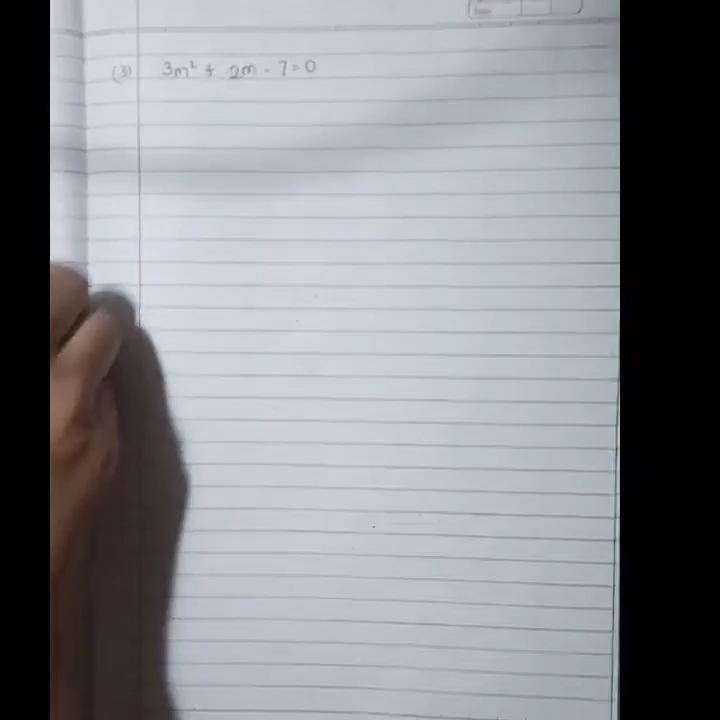 (3) 3m² + 2m - 7 = 0